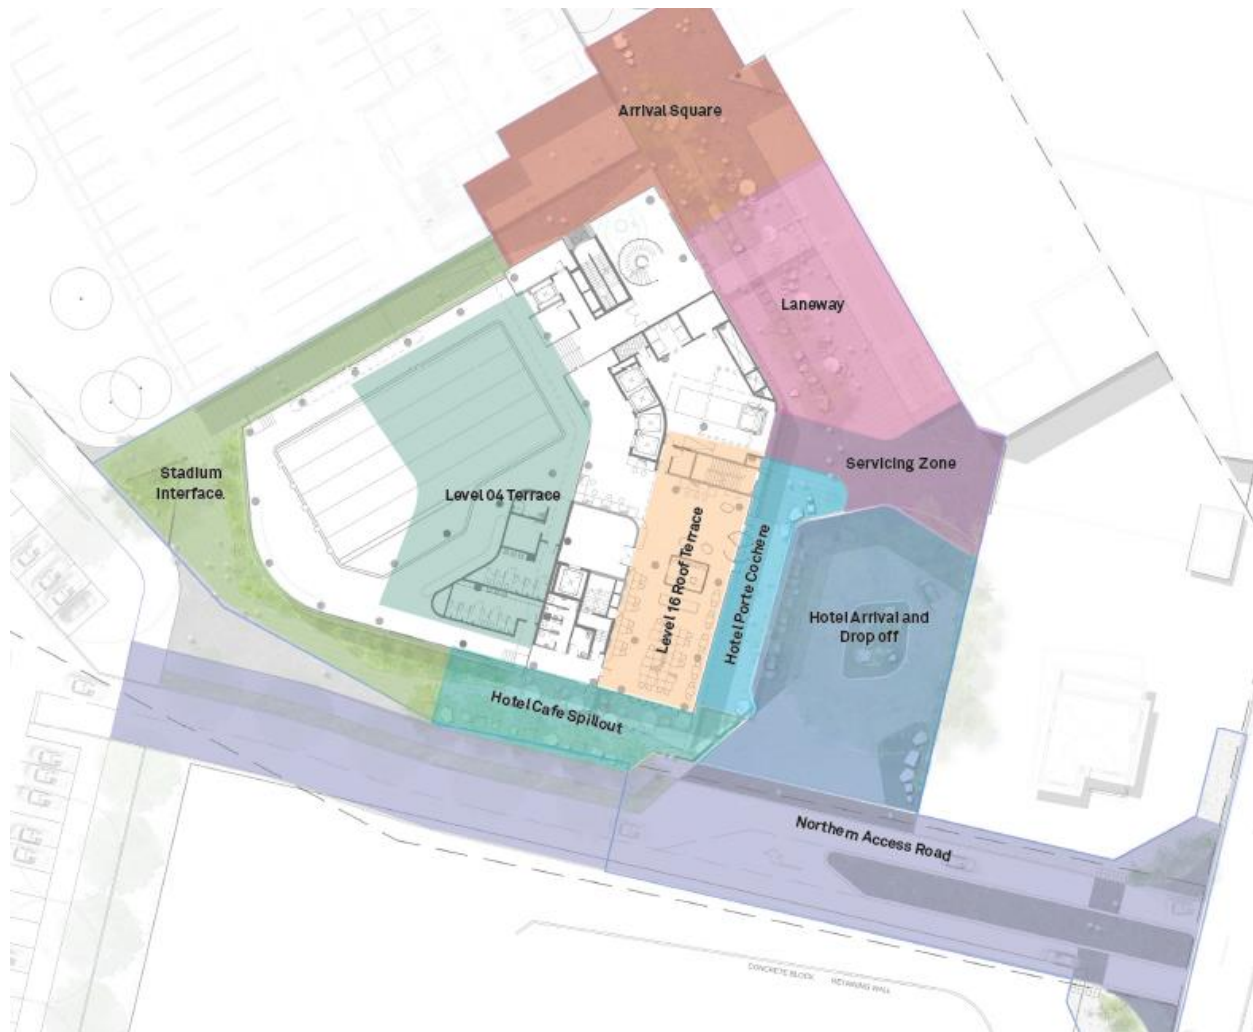 Arrival Square
Laneway
Servicing Zone
Stadium
Interface.
Level 04 Terrace
Level 16 Roof Terrace
Hotel Porte Cochere
Hotel Arrival and
Drop off
Hotel Cafe Spillout
Northern Access Road
CONCRETE BLOCK RETAINING WALL